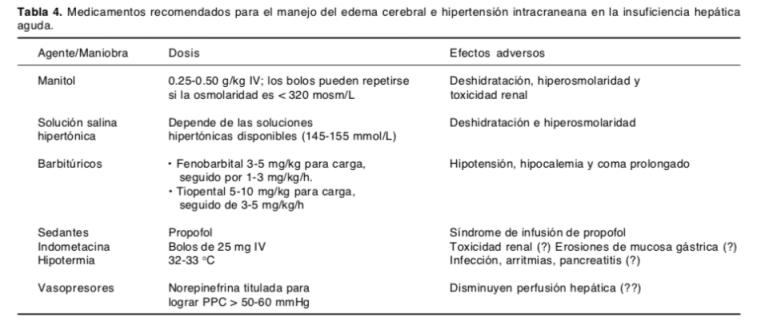 Tabla 4. Medicamentos recomendados para el manejo del edema cerebral e hipertensión intracraneana en la insuficiencia hepática
aguda.
Agente/Maniobra Dosis Efectos adversos
Manitol 0.25-0.50 g/kg IV; los bolos pueden repetirse Deshidratación, hiperosmolaridad y
si la osmolaridad es < 320 mosm/L toxicidad renal
Solución salina Depende de las soluciones Deshidratación e hiperosmolaridad
hipertónica hipertónicas disponibles (145-155 mmol/L)
Barbitúricos • Fenobarbital 3-5 mg/kg para carga, Hipotensión, hipocalemia y coma prolongado
seguido por 1-3 mg/kg/h.
• Tiopental 5-10 mg/kg para carga,
seguido de 3-5 mg/kg/h
Sedantes Propofol Síndrome de infusión de propofol
Indometacina Bolos de 25 mg IV Toxicidad renal (?) Erosiones de mucosa gástrica (?)
Hipotermia 32-33 °C Infección, arritmias, pancreatitis (?)
Vasopresores Norepinefrina titulada para Disminuyen perfusión hepática (??)
lograr PPC > 50-60 mmHg